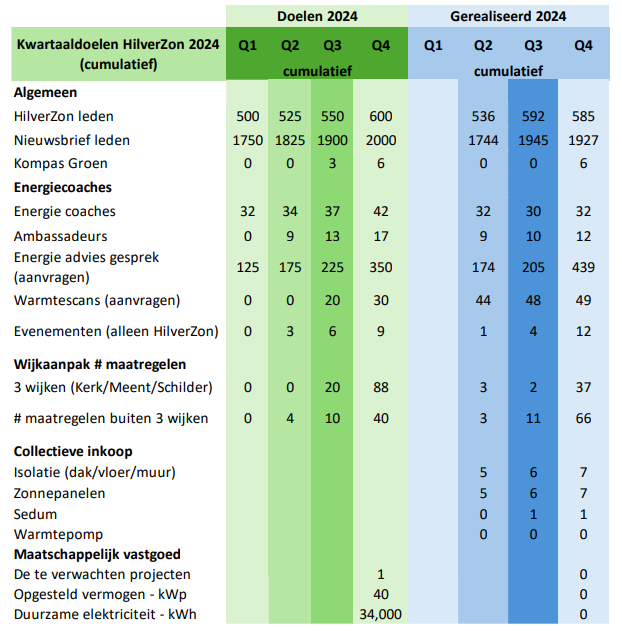 Doelen 2024 Gerealiseerd 2024
Kwartaaldoelen HilverZon 2024 Q1 Q2 Q3 Q4 Q1 Q2 Q3 Q4
(cumulatief) cumulatief cumulatief
Algemeen
HilverZon leden 500 525 550 600 536 592 585
Nieuwsbrief leden 1750 1825 1900 2000 1744 1945 1927
Kompas Groen 0 0 3 6 0 0 6
Energiecoaches
Energie coaches 32 34 37 42 32 30 32
Ambassadeurs 0 9 13 17 9 10 12
Energie advies gesprek
(aanvragen) 125 175 225 350 174 205 439
Warmtescans (aanvragen) 0 0 20 30 44 48 49
Evenementen (alleen HilverZon) 0 3 6 9 1 4 12
Wijkaanpak # maatregelen
3 wijken (Kerk/Meent/Schilder) 0 0 20 88 3 2 37
# maatregelen buiten 3 wijken 0 4 10 40 3 11 66
Collectieve inkoop
Isolatie (dak/vloer/muur) 5 6 7
Zonnepanelen 5 6 7
Sedum 0 1 1
Warmtepomp 0 0 0
Maatschappelijk vastgoed
De te verwachten projecten 1 0
Opgesteld vermogen - kWp 40 0
Duurzame elektriciteit - kWh 34,000 0